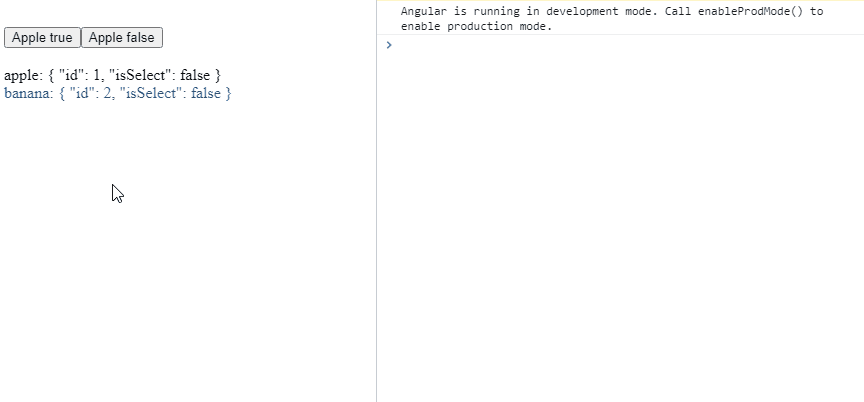 Apple true Apple false
apple: { "id": 1, "isSelect": false }
banana: { "id": 2, "isSelect": false }
Angular is running in development mode. Call enableProdMode() to
enable production mode.
>